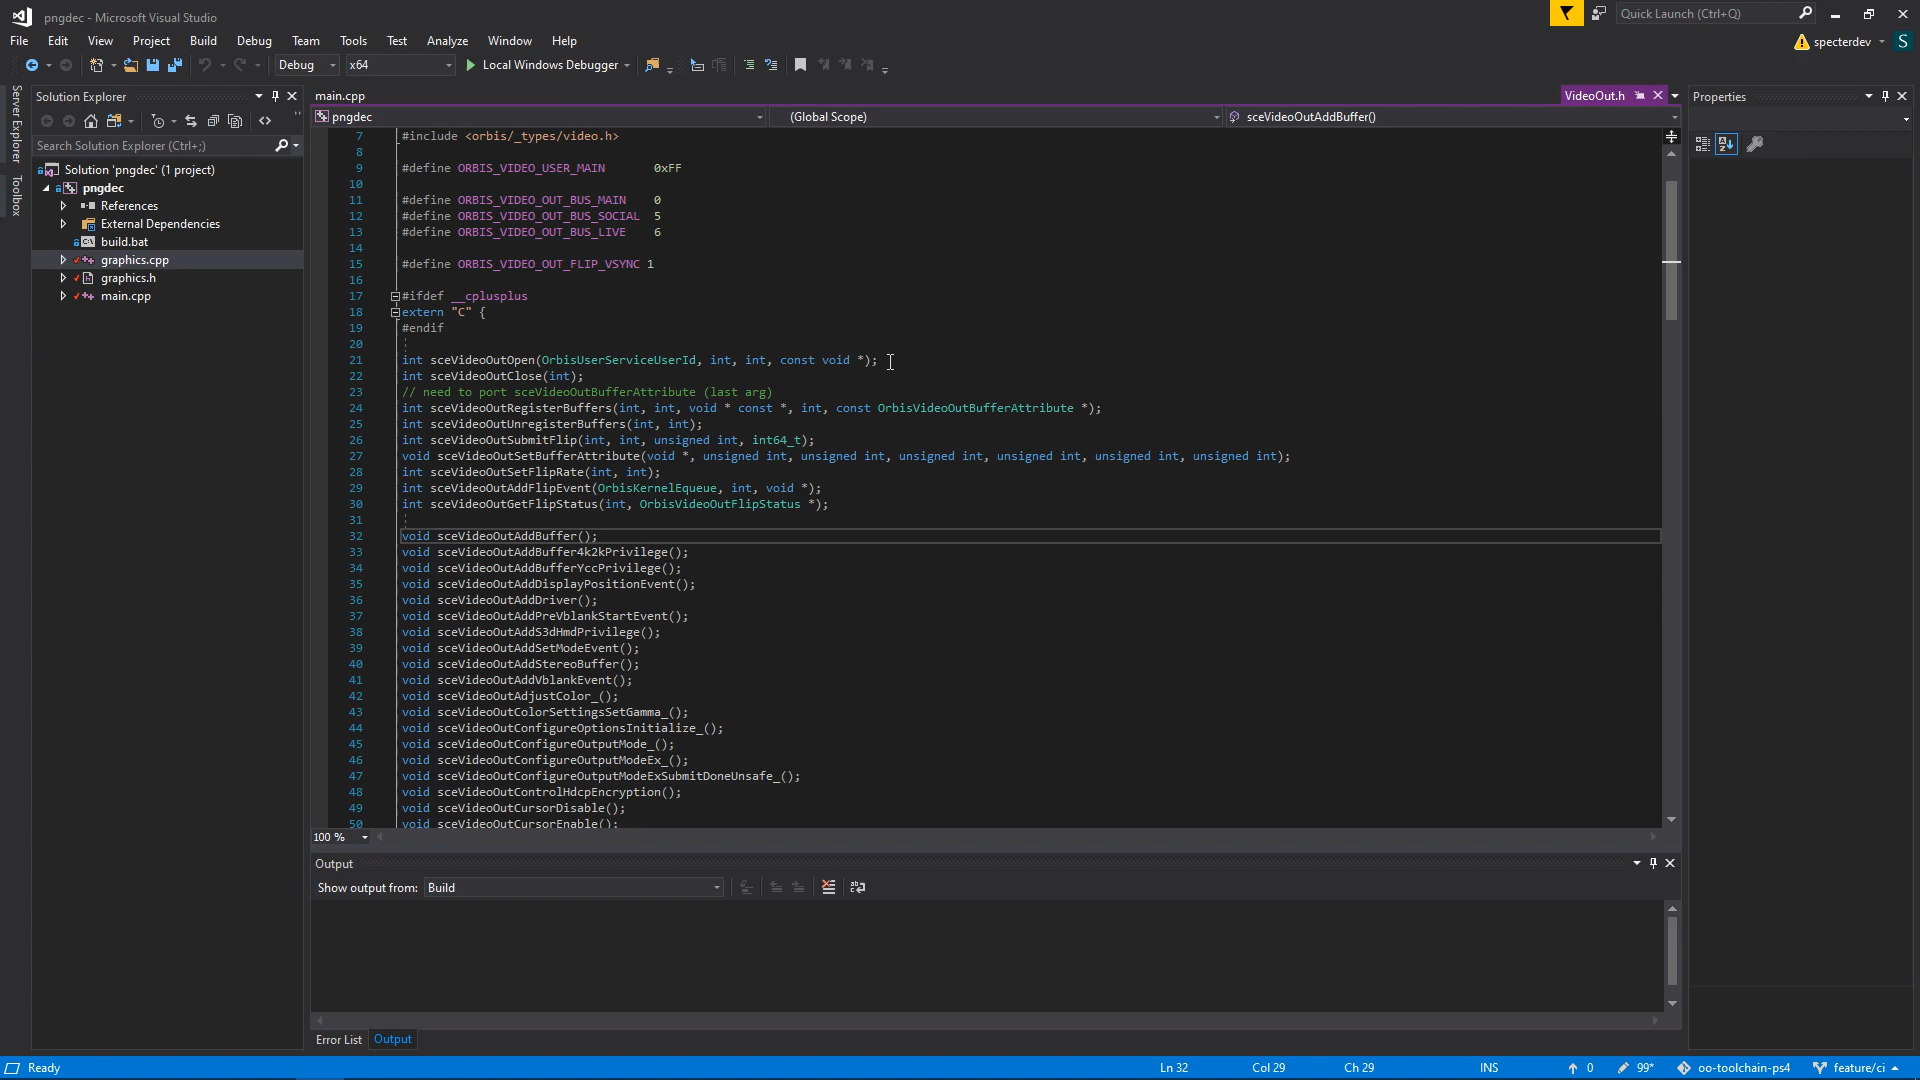 pngdec - Microsoft Visual Studio
Quick Launch (Ctrl+Q)
File Edit View Project Build Debug Team Tools Test Analyze Window Help
specterdev S
Debug x64 Local Windows Debugger
Server Explorer
Toolbox
Solution Explorer
Search Solution Explorer (Ctrl+;)
Solution 'pngdec' (1 project)
pngdec
References
External Dependencies
build.bat
graphics.cpp
graphics.h
main.cpp
main.cpp VideoOut.h
pngdec (Global Scope) sceVideoOutAddBuffer()
7 #include <orbis/_types/video.h>
8
9 #define ORBIS_VIDEO_USER_MAIN 0xFF
10
11 #define ORBIS_VIDEO_OUT_BUS_MAIN 0
12 #define ORBIS_VIDEO_OUT_BUS_SOCIAL 5
13 #define ORBIS_VIDEO_OUT_BUS_LIVE 6
14
15 #define ORBIS_VIDEO_OUT_FLIP_VSYNC 1
16
17 #ifdef __cplusplus
18 extern "C" {
19 #endif
20
21 int sceVideoOutOpen(OrbisUserServiceUserId, int, int, const void *);
22 int sceVideoOutClose(int);
23 // need to port sceVideoOutBufferAttribute (last arg)
24 int sceVideoOutRegisterBuffers(int, int, void * const *, int, const OrbisVideoOutBufferAttribute *);
25 int sceVideoOutUnregisterBuffers(int, int);
26 int sceVideoOutSubmitFlip(int, int, unsigned int, int64_t);
27 void sceVideoOutSetBufferAttribute(void *, unsigned int, unsigned int, unsigned int, unsigned int, unsigned int, unsigned int);
28 int sceVideoOutSetFlipRate(int, int);
29 int sceVideoOutAddFlipEvent(OrbisKernelEqueue, int, void *);
30 int sceVideoOutGetFlipStatus(int, OrbisVideoOutFlipStatus *);
31
32 void sceVideoOutAddBuffer();
33 void sceVideoOutAddBuffer4k2kPrivilege();
34 void sceVideoOutAddBufferYccPrivilege();
35 void sceVideoOutAddDisplayPositionEvent();
36 void sceVideoOutAddDriver();
37 void sceVideoOutAddPreVblankStartEvent();
38 void sceVideoOutAddS3dHmdPrivilege();
39 void sceVideoOutAddSetModeEvent();
40 void sceVideoOutAddStereoBuffer();
41 void sceVideoOutAddVblankEvent();
42 void sceVideoOutAdjustColor_();
43 void sceVideoOutColorSettingsSetGamma_();
44 void sceVideoOutConfigureOptionsInitialize_();
45 void sceVideoOutConfigureOutputMode_();
46 void sceVideoOutConfigureOutputModeEx_();
47 void sceVideoOutConfigureOutputModeExSubmitDoneUnsafe_();
48 void sceVideoOutControlHdcpEncryption();
49 void sceVideoOutCursorDisable();
50 void sceVideoOutCursorEnable();
100 %
Output
Show output from: Build
Error List Output
Properties
Ready Ln 32 Col 29 Ch 29 INS 0 99* oo-toolchain-ps4 feature/ci